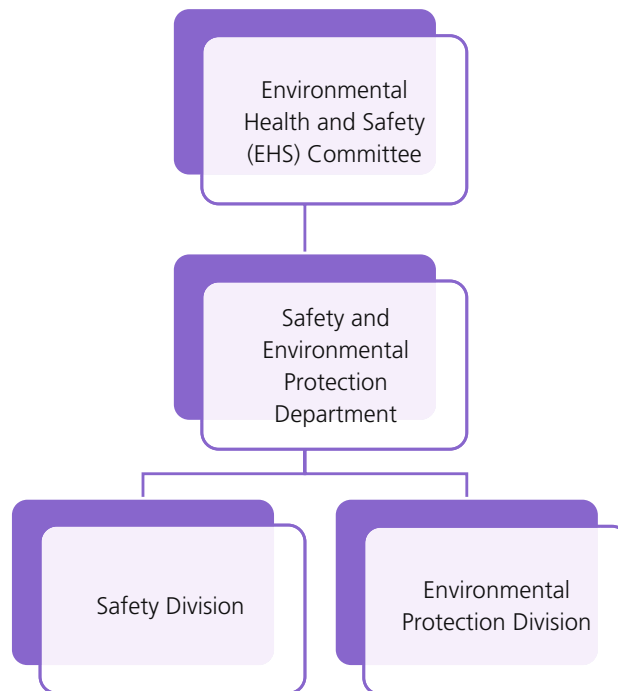 Environmental
Health and Safety
(EHS) Committee
Safety and
Environmental
Protection
Department
Safety Division
Environmental
Protection Division